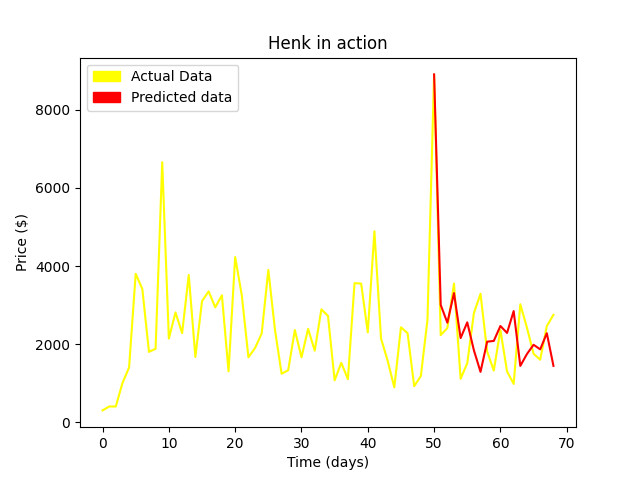 Henk in action
Actual Data
Predicted data
8000
6000
4000
2000
0
Price ($)
0 10 20 30 40 50 60 70
Time (days)